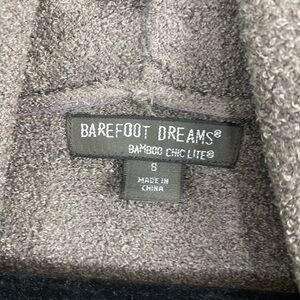 BAREFOOT DREAMS®
BAMBOO CHIC LITE®
S
MADE IN
CHINA